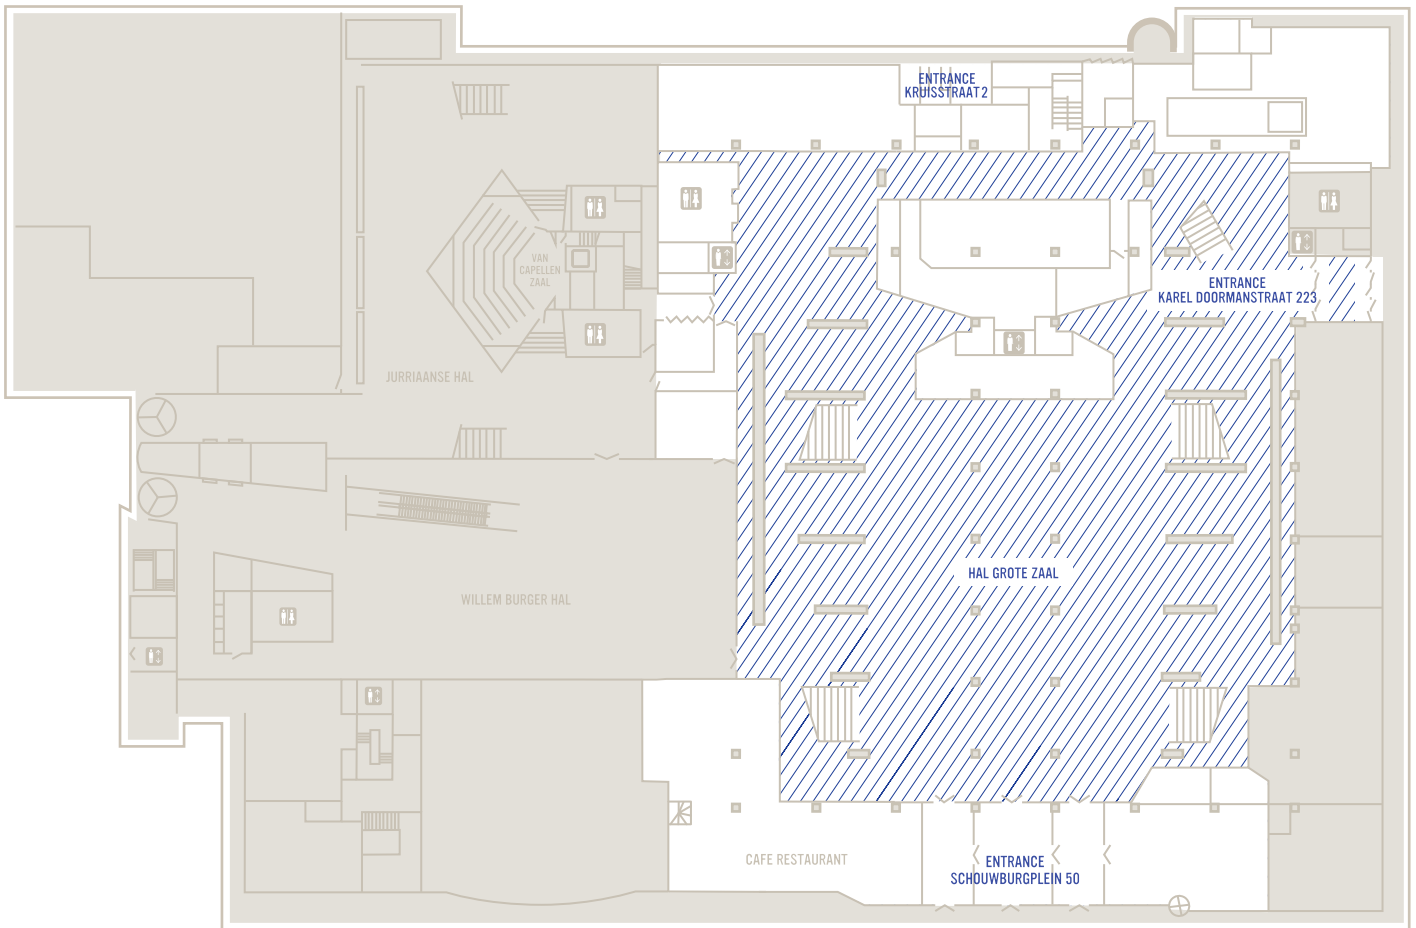 ENTRANCE
KRUISSTRAAT 2
VAN
CAPELLEN
ZAAL
ENTRANCE
KAREL DOORMANSTRAAT 223
JURRIAANSE HAL
HAL GROTE ZAAL
WILLEM BURGER HAL
CAFE RESTAURANT
ENTRANCE
SCHOUWBURGPLEIN 50